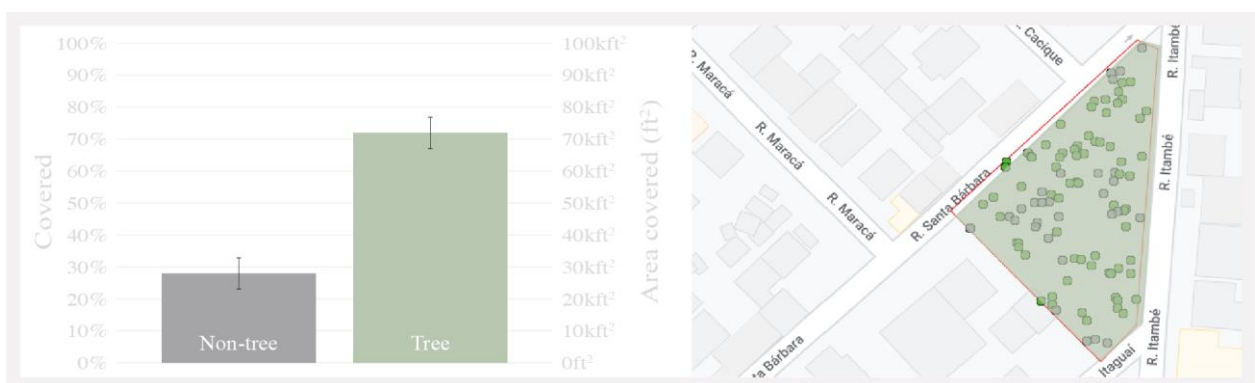 100%
90%
80%
70%
60%
50%
40%
30%
20%
10%
0%
Covered
Non-tree
Tree
100kft²
90kft²
80kft²
70kft²
60kft²
50kft²
40kft²
30kft²
20kft²
10kft²
0ft²
Area covered (ft²)
R. Maracá
R. Maracá
R. Maracá
R. Santa Bárbara
Cacique
R. Itambé
R. Itambé
R. Itambé
Itaguaí
Bárbara